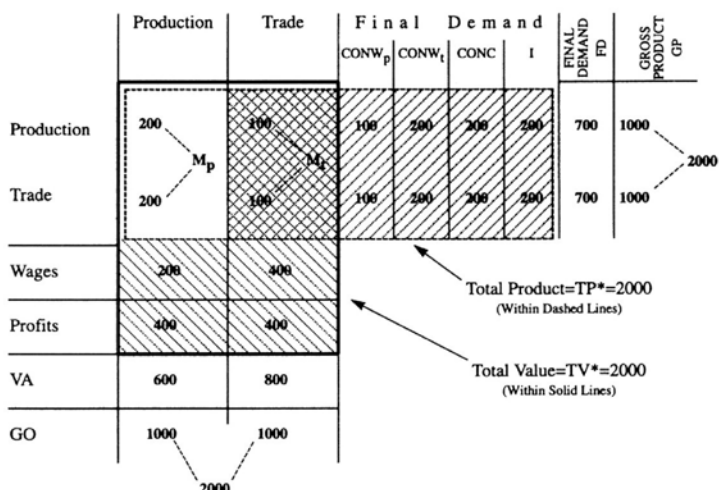 Production Trade Final Demand FINAL DEMAND FD GROSS PRODUCT GP
CONWp CONWt CONC I
Production 200 100 100 200 200 200 700 1000
Mp Mt 2000
Trade 200 100 100 200 200 200 700 1000
Wages 200 400
Total Product=TP*=2000
(Within Dashed Lines)
Profits 400 400
VA 600 800
Total Value=TV*=2000
(Within Solid Lines)
GO 1000 1000
2000